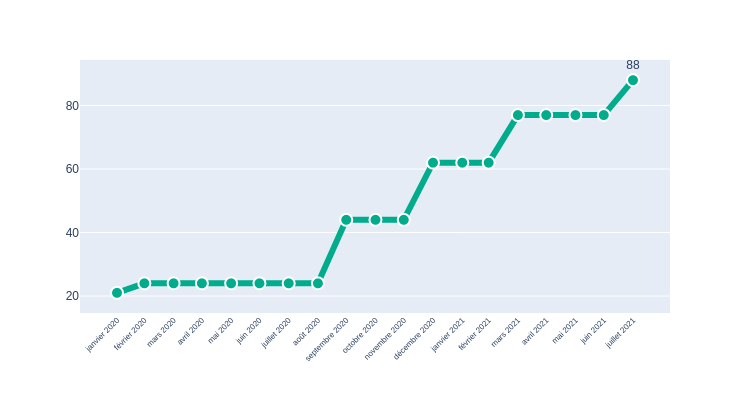 88
80
60
40
20
janvier 2020
février 2020
mars 2020
avril 2020
mai 2020
juin 2020
juillet 2020
août 2020
septembre 2020
octobre 2020
novembre 2020
décembre 2020
janvier 2021
février 2021
mars 2021
avril 2021
mai 2021
juin 2021
juillet 2021